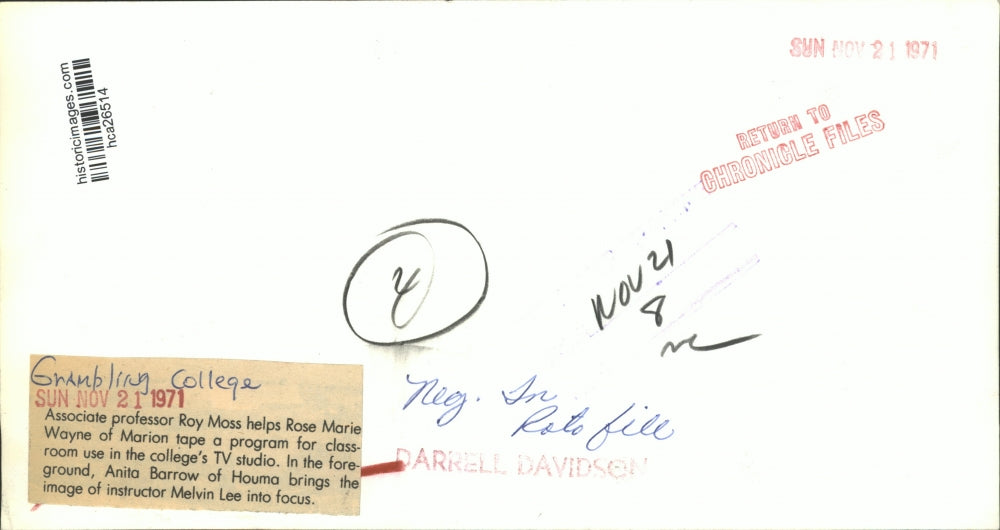 SUN NOV 21 1971
historicimages.com
hca26514
RETURN TO
CHRONICLE FILES
4
NOV 21
8
Neg. In
Roto file
DARRELL DAVIDSON
Grambling College
SUN NOV 21 1971
Associate professor Roy Moss helps Rose Marie
Wayne of Marion tape a program for class-
room use in the college's TV studio. In the fore-
ground, Anita Barrow of Houma brings the
image of instructor Melvin Lee into focus.